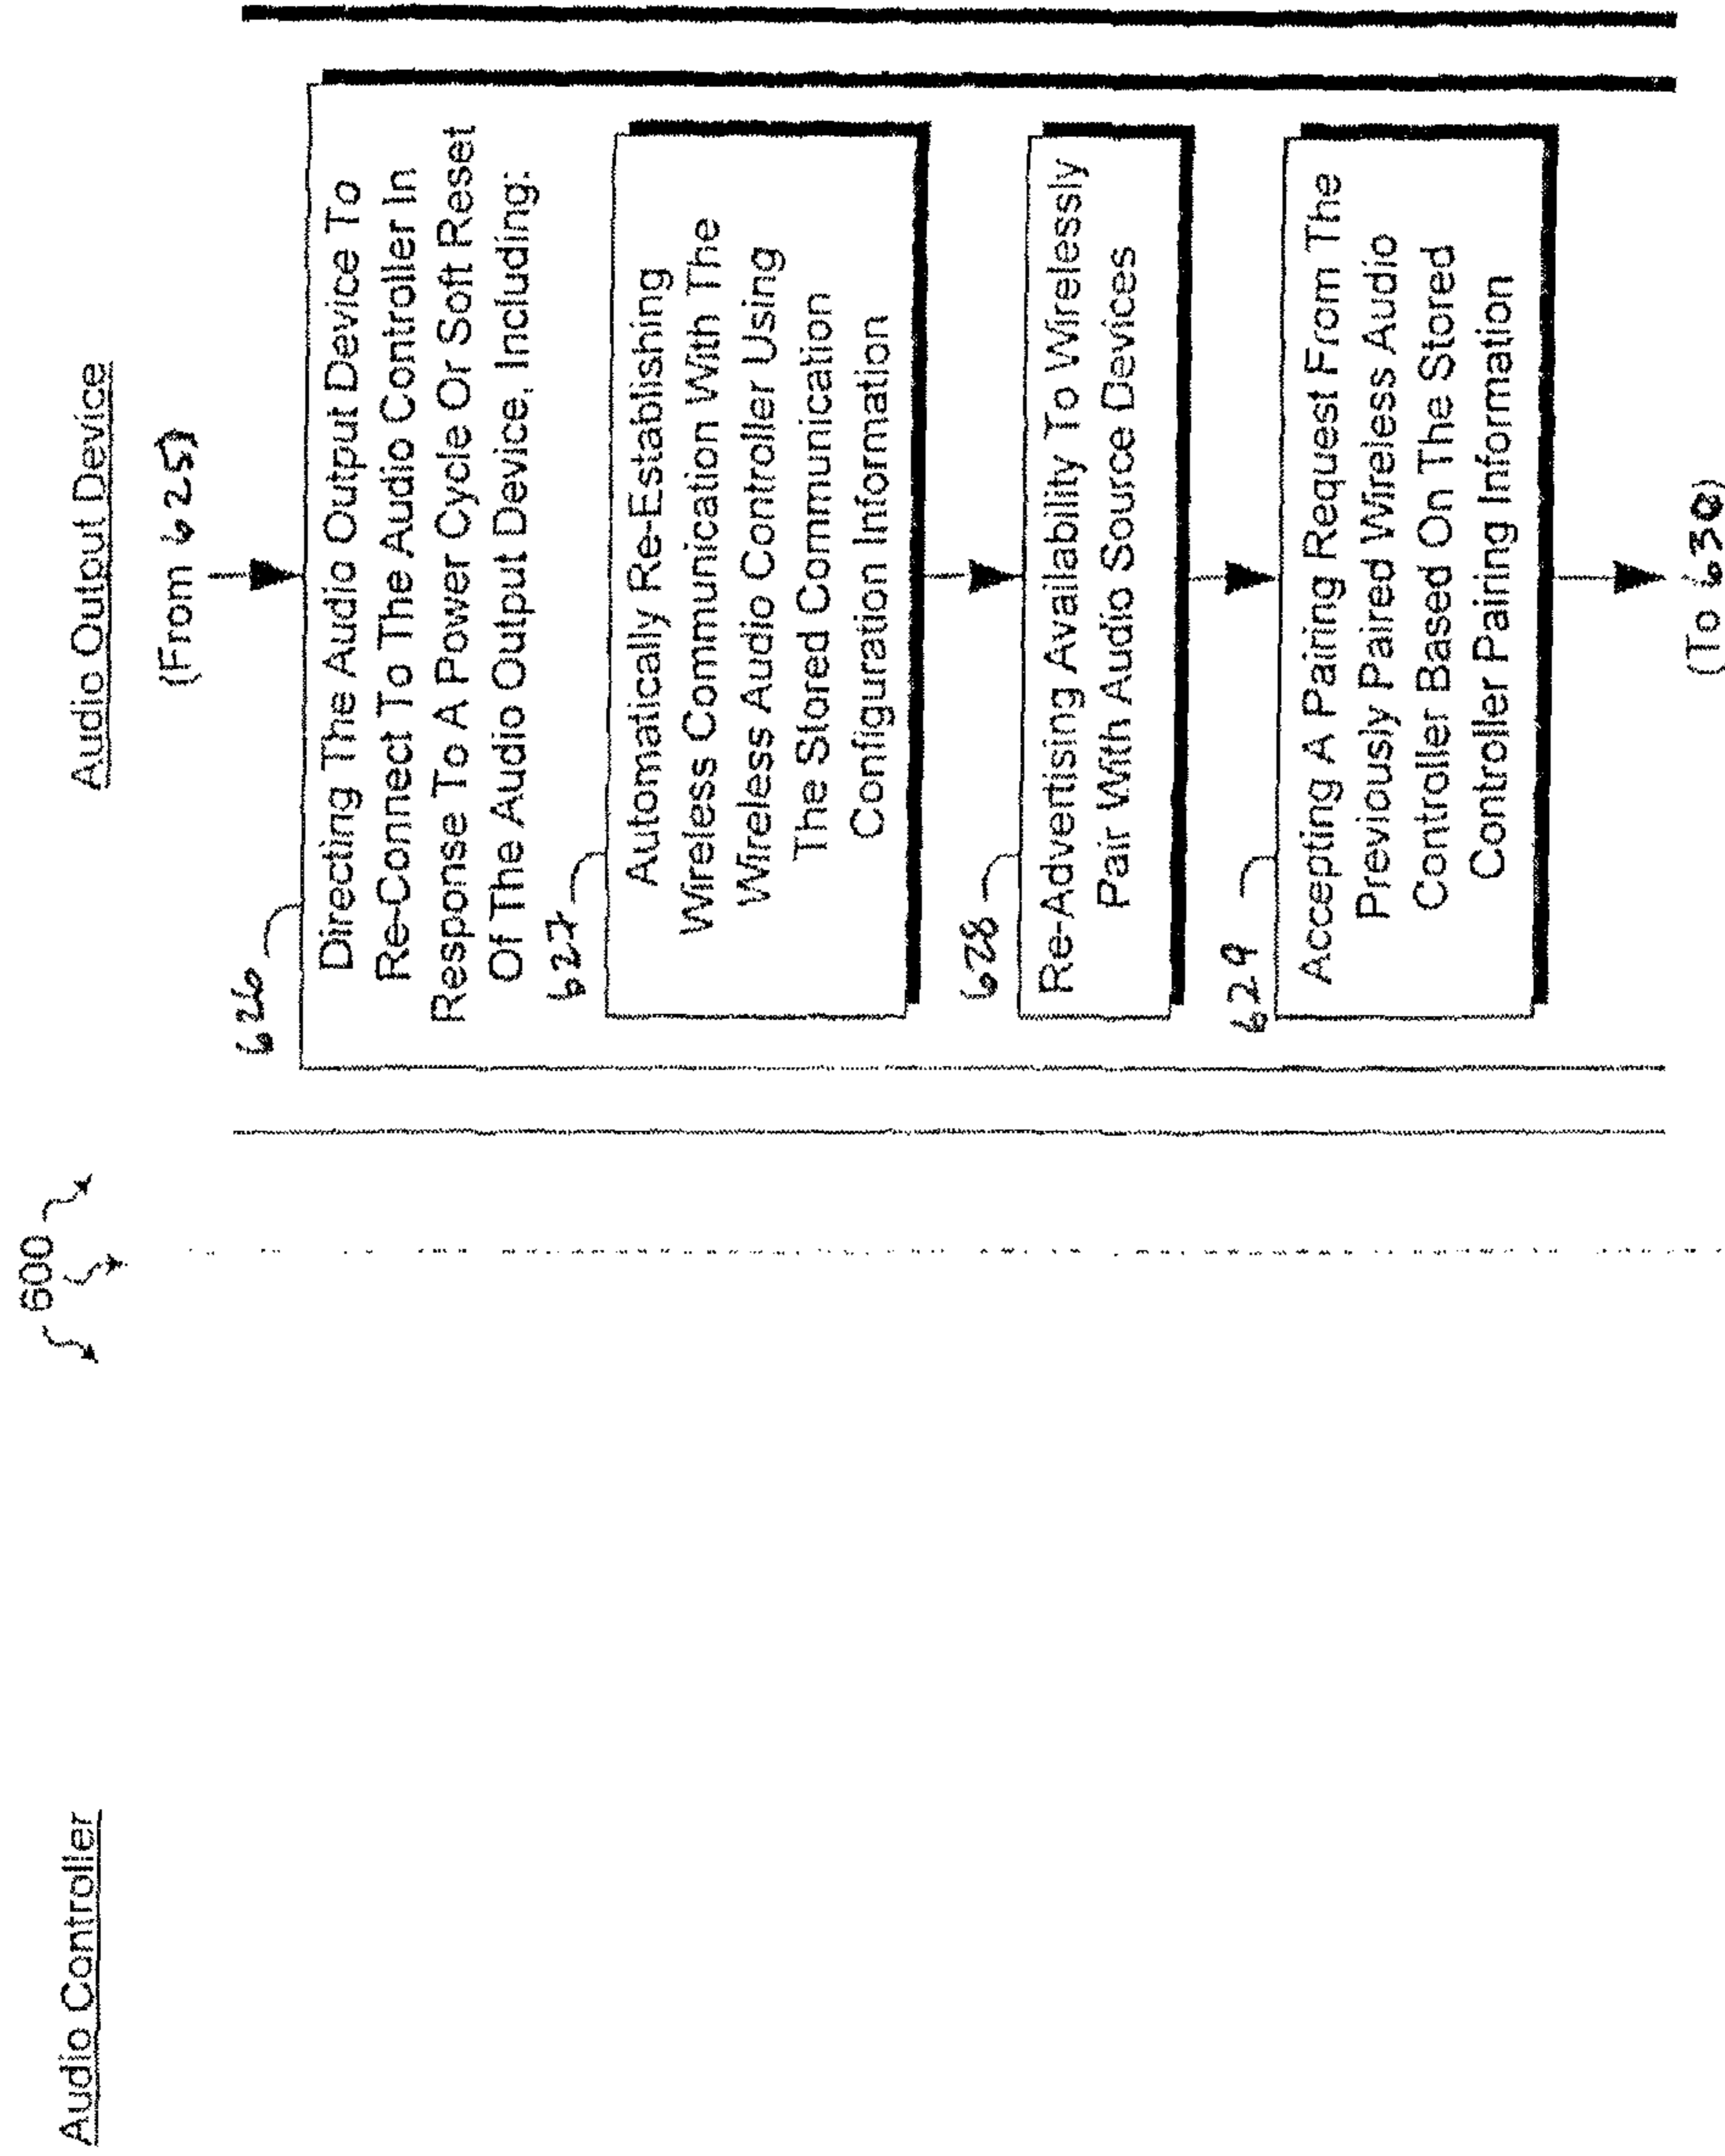 600
Audio Controller
Audio Output Device
(From 625)
626
Directing The Audio Output Device To
Re-Connect To The Audio Controller In
Response To A Power Cycle Or Soft Reset
Of The Audio Output Device, Including:
627
Automatically Re-Establishing
Wireless Communication With The
Wireless Audio Controller Using
The Stored Communication
Configuration Information
628
Re-Advertising Availability To Wirelessly
Pair With Audio Source Devices
629
Accepting A Pairing Request From The
Previously Paired Wireless Audio
Controller Based On The Stored
Controller Pairing Information
(To 630)